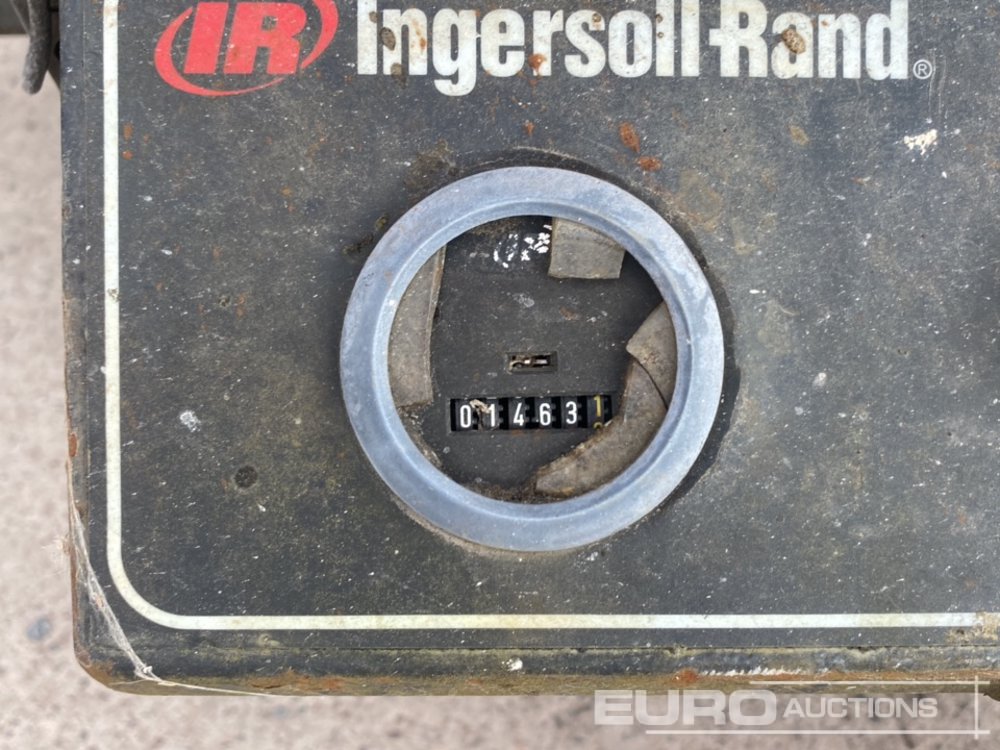 IR Ingersoll-Rand®
014631
EURO AUCTIONS